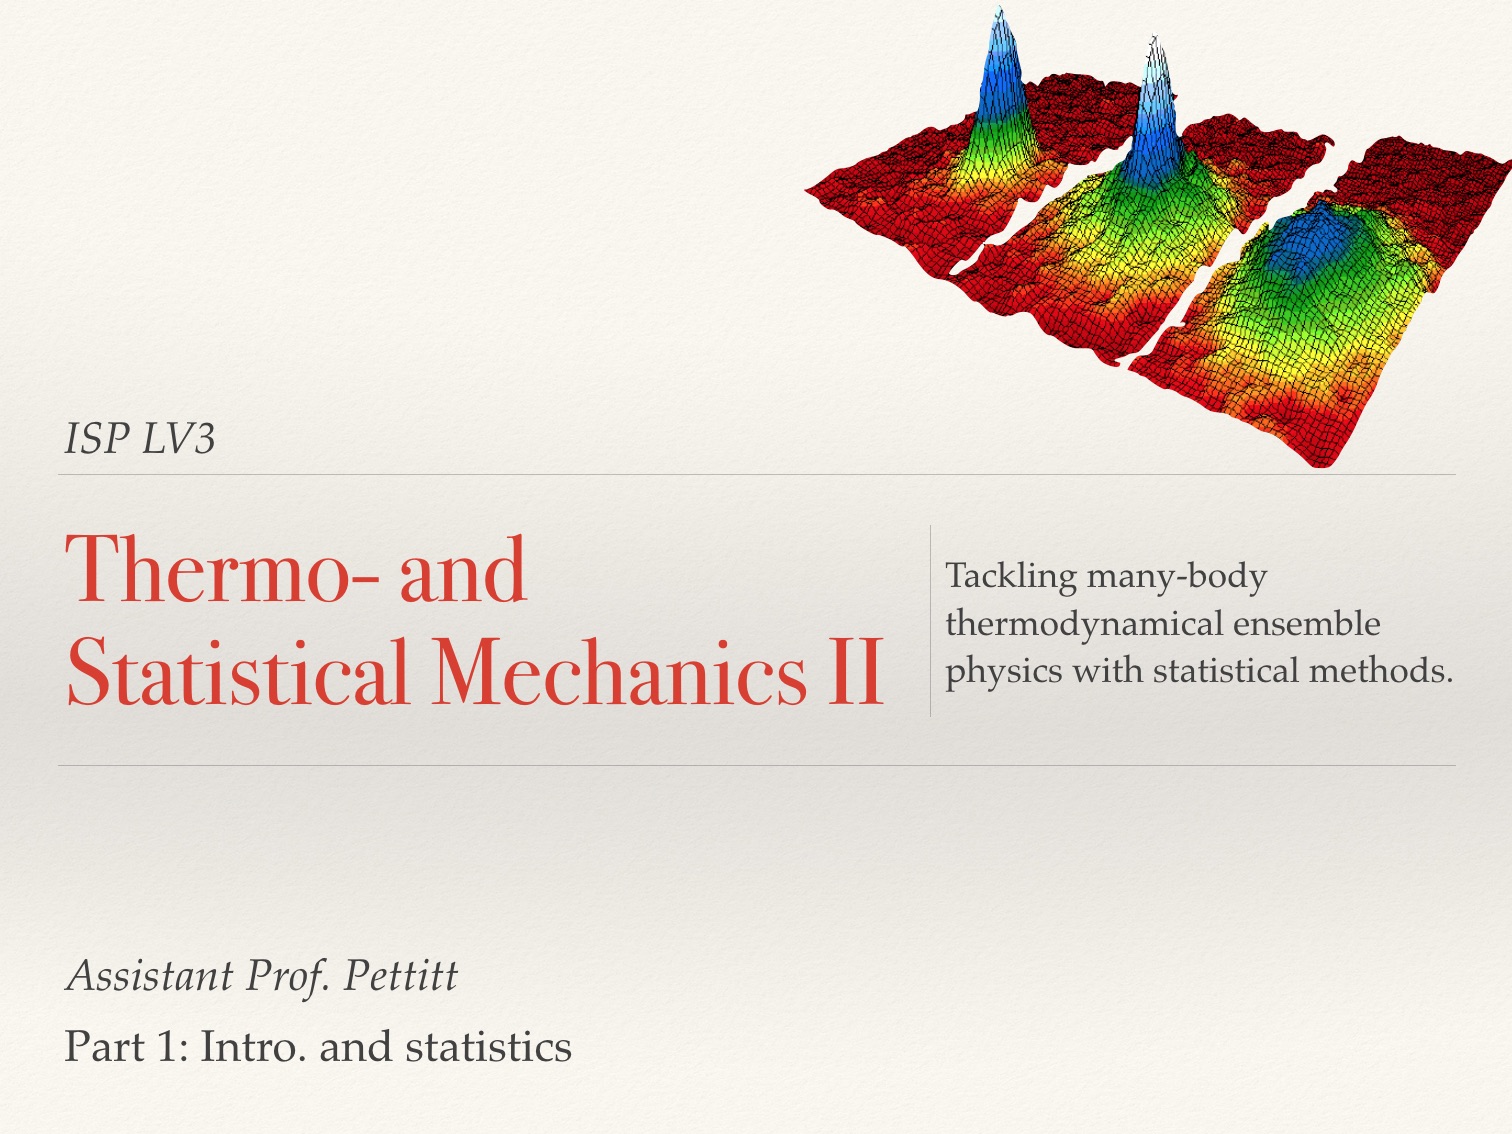 ISP LV3
Thermo- and
Statistical Mechanics II
Tackling many-body
thermodynamical ensemble
physics with statistical methods.
Assistant Prof. Pettitt
Part 1: Intro. and statistics